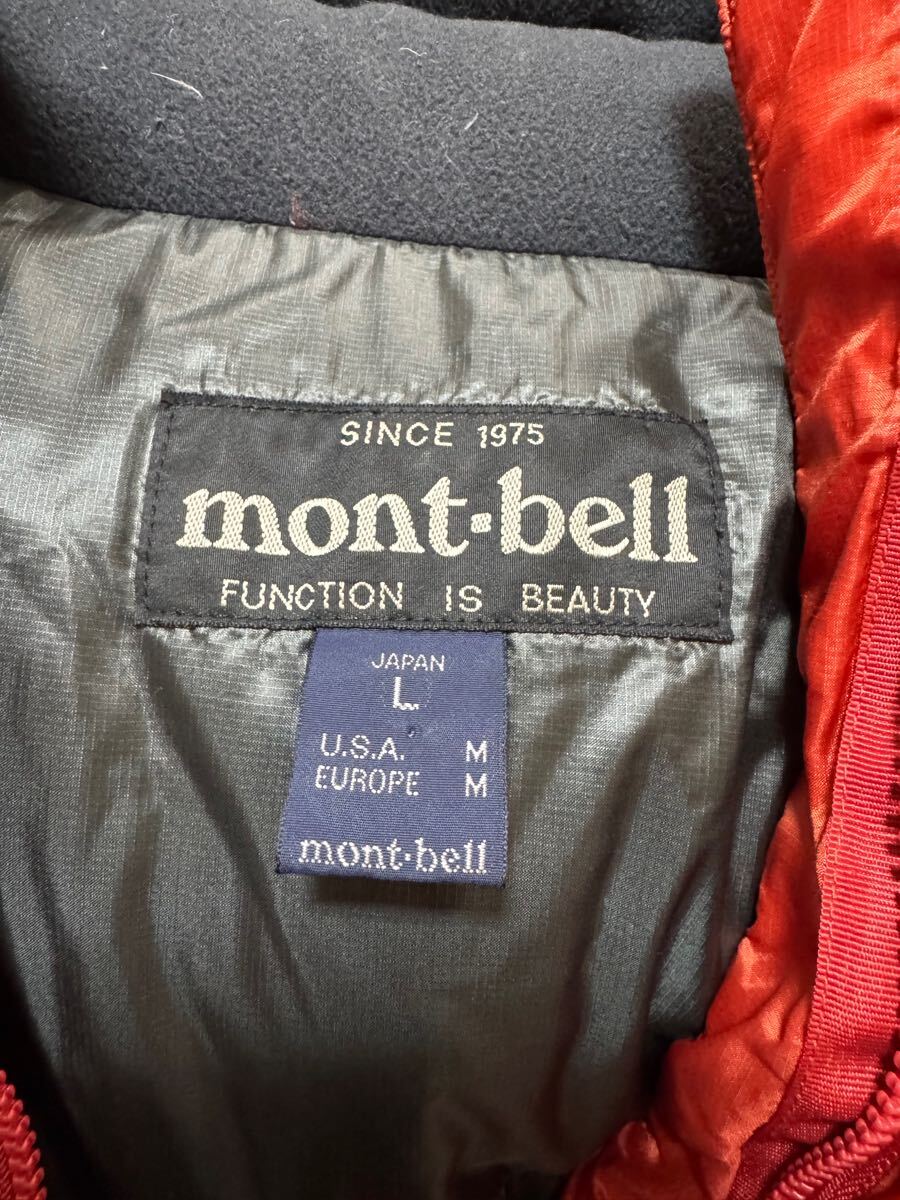 SINCE 1975
mont-bell
FUNCTION IS BEAUTY
JAPAN
L
U.S.A. M
EUROPE M
mont-bell